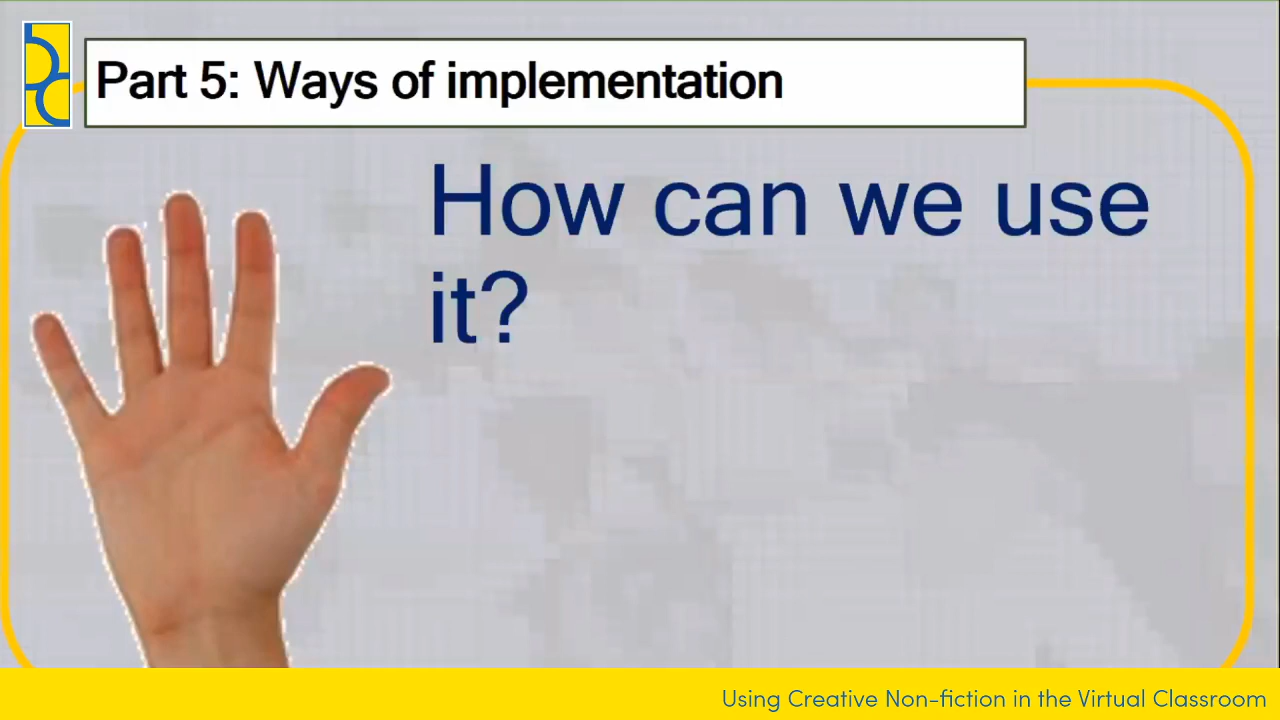 Part 5: Ways of implementation
How can we use
it?
Using Creative Non-fiction in the Virtual Classroom